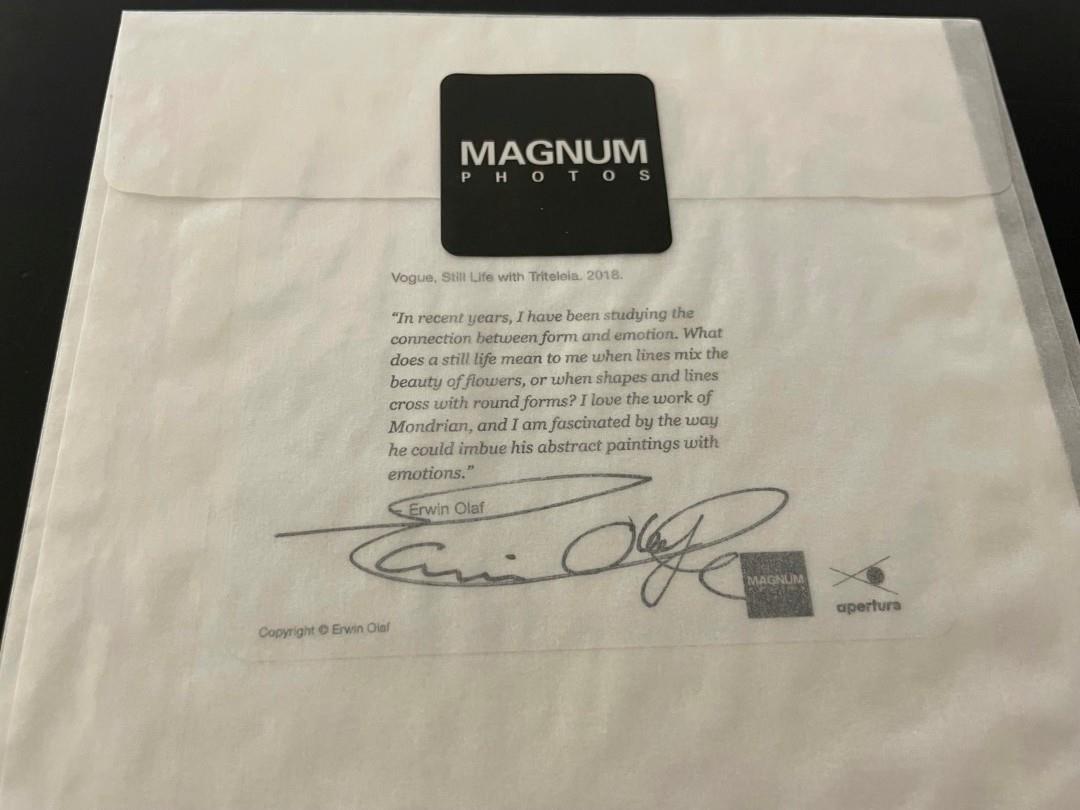 MAGNUM
PHOTOS
Vogue, Still Life with Triteleia. 2018.
“In recent years, I have been studying the
connection between form and emotion. What
does a still life mean to me when lines mix the
beauty of flowers, or when shapes and lines
cross with round forms? I love the work of
Mondrian, and I am fascinated by the way
he could imbue his abstract paintings with
emotions.”
Erwin Olaf
Erwin Olaf
MAGNUM
aperture
Copyright © Erwin Olaf